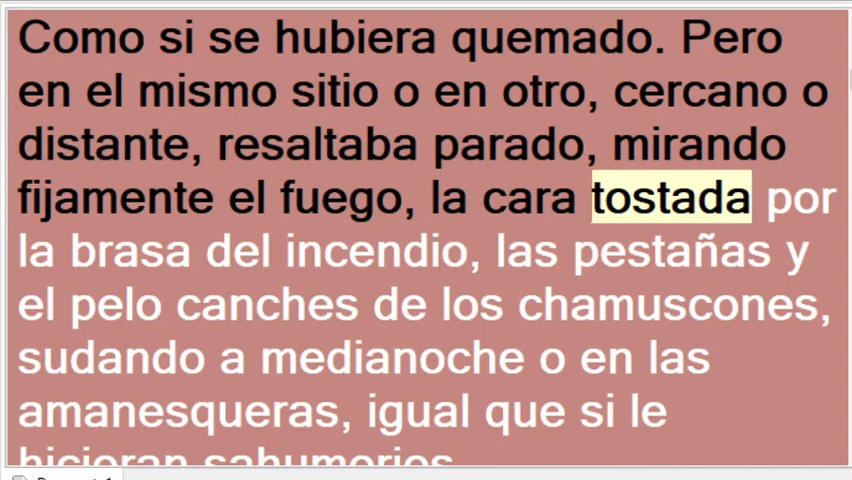 Como si se hubiera quemado. Pero
en el mismo sitio o en otro, cercano o
distante, resaltaba parado, mirando
fijamente el fuego, la cara tostada por
la brasa del incendio, las pestañas y
el pelo canches de los chamuscones,
sudando a medianoche o en las
amanesqueras, igual que si le
hicieran sahumerios